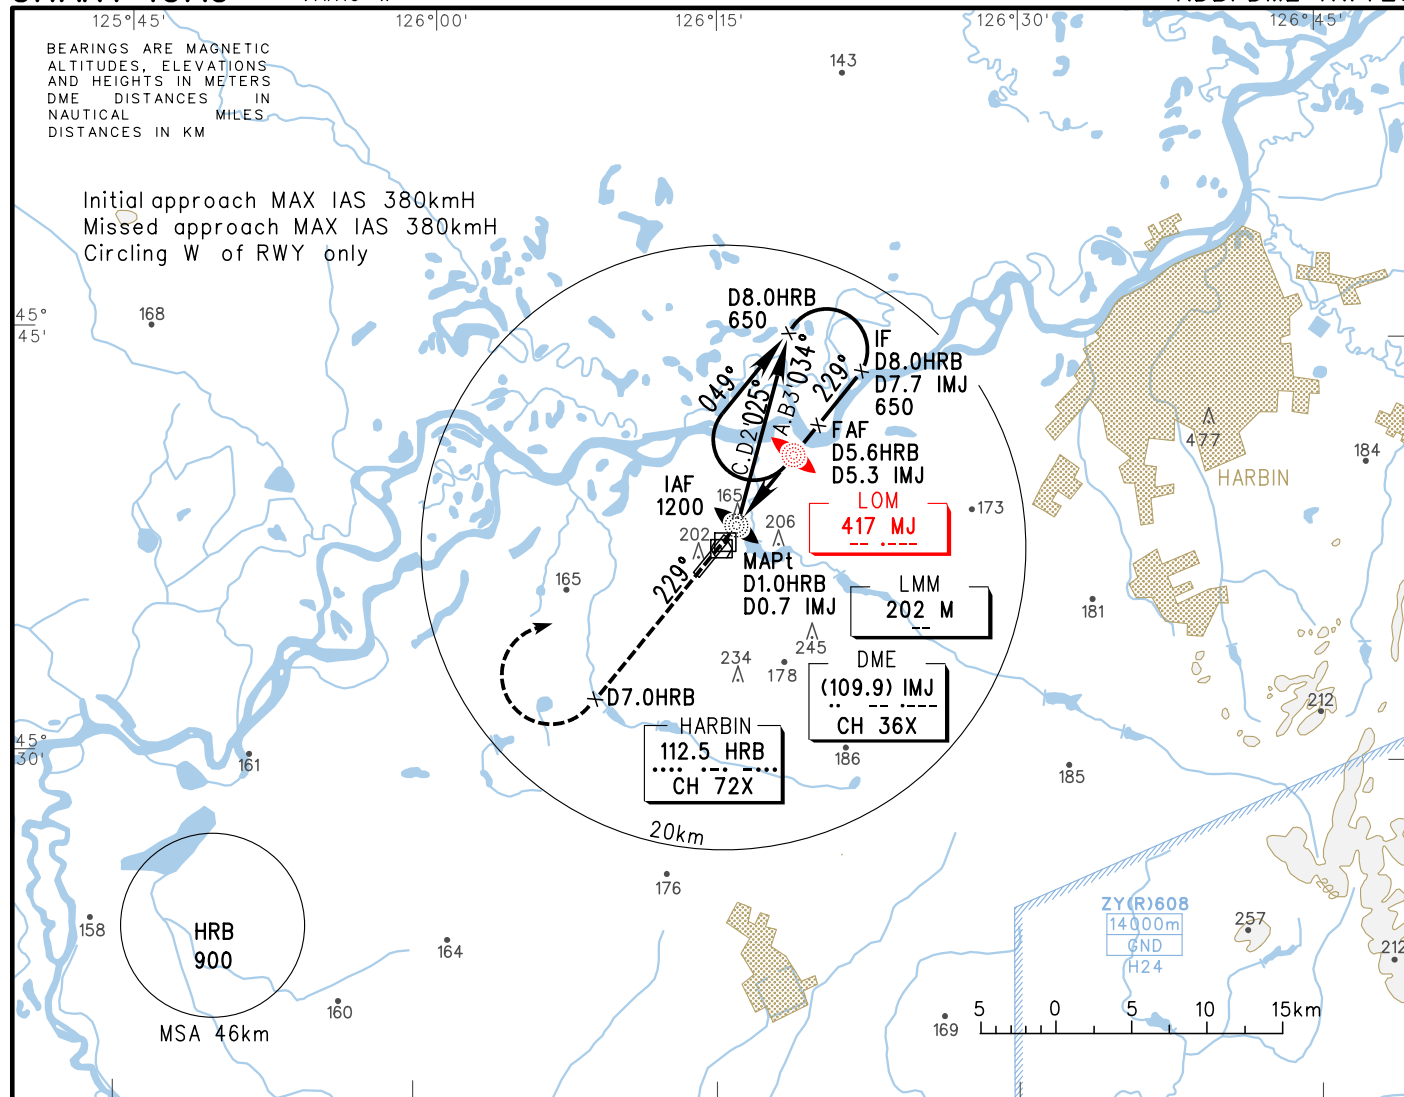 125°45'
126°00'
126°15'
126°30'
126°45'
BEARINGS ARE MAGNETIC
ALTITUDES, ELEVATIONS
AND HEIGHTS IN METERS
DME DISTANCES IN
NAUTICAL MILES
DISTANCES IN KM
143
Initial approach MAX IAS 380kmH
Missed approach MAX IAS 380kmH
Circling W of RWY only
168
45°
45'
D8.0HRB
650
IF
D8.0HRB
D7.7 IMJ
650
049°
C.D2'025°
A.B3'034°
229°
FAF
D5.6HRB
D5.3 IMJ
477
184
HARBIN
IAF
1200
165
LOM
417 MJ
173
202
206
MAPt
D1.0HRB
D0.7 IMJ
229°
165
LMM
202 M
181
245
234
178
DME
(109.9) IMJ
CH 36X
212
D7.0HRB
HARBIN
112.5 HRB
CH 72X
186
185
45°
30'
161
20km
176
200
158
HRB
900
MSA 46km
164
160
ZY(R)608
14000m
GND
H24
257
212
169
5 0 5 10 15km